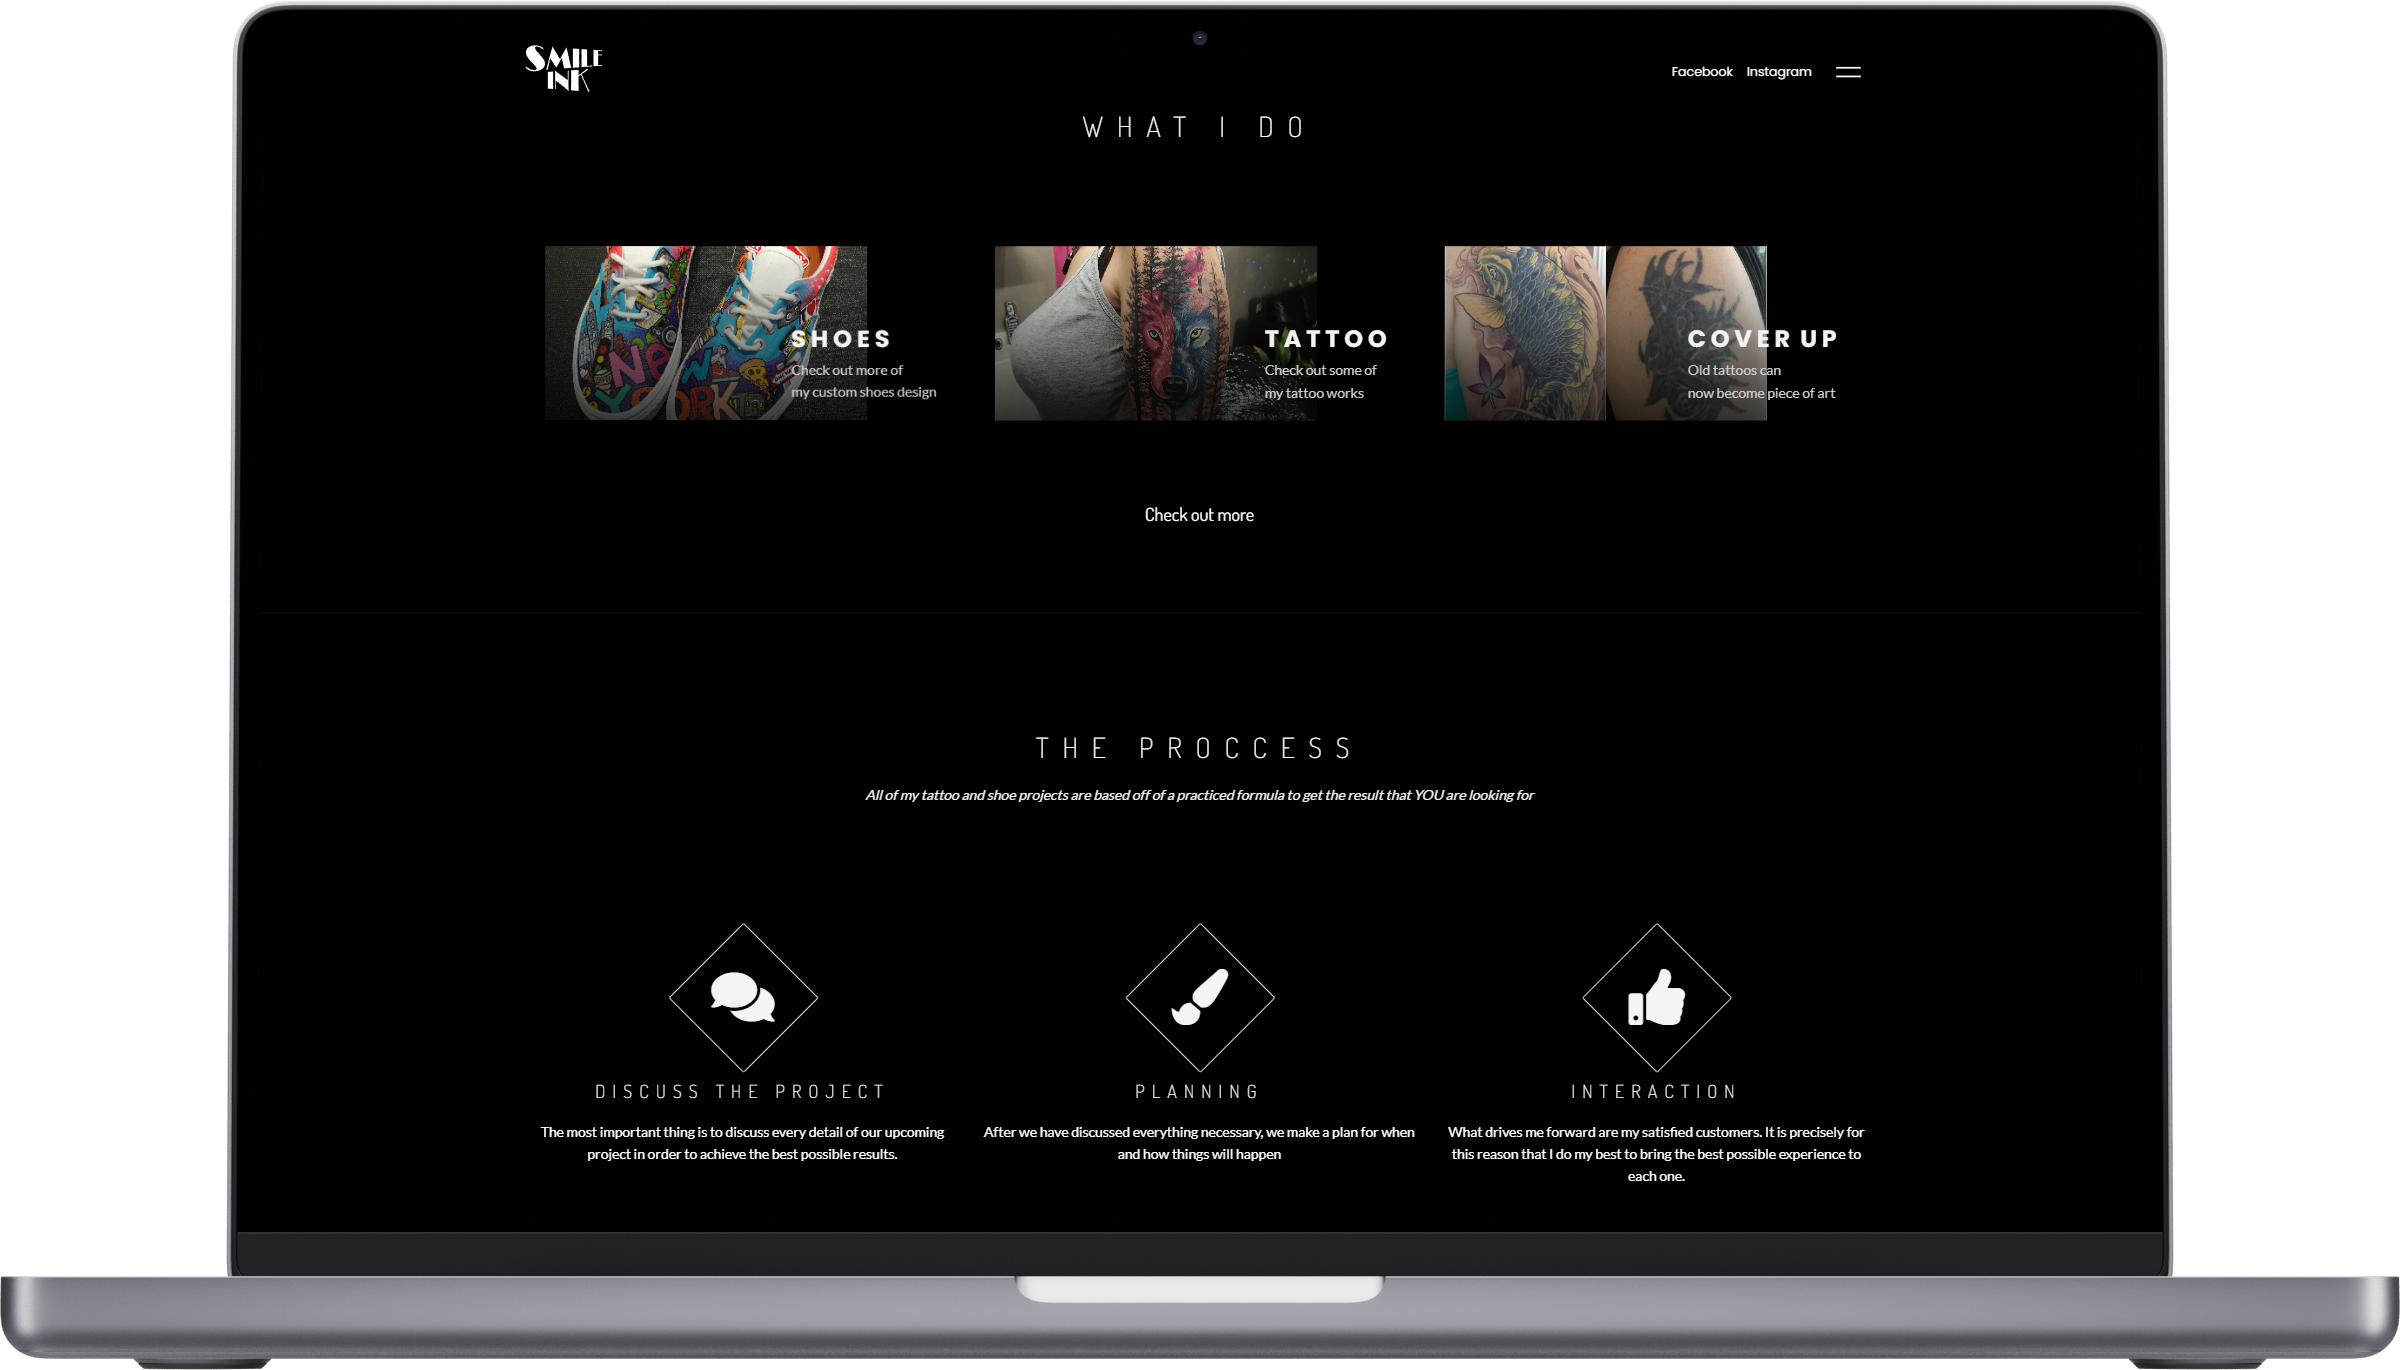 SMILE
INK
Facebook Instagram
WHAT I DO
NEW
YORK
SHOES
Check out more of
my custom shoes design
TATTOO
Check out some of
my tattoo works
COVER UP
Old tattoos can
now become piece of art
Check out more
THE PROCCESS
All of my tattoo and shoe projects are based off of a practiced formula to get the result that YOU are looking for
DISCUSS THE PROJECT
The most important thing is to discuss every detail of our upcoming
project in order to achieve the best possible results.
PLANNING
After we have discussed everything necessary, we make a plan for when
and how things will happen
INTERACTION
What drives me forward are my satisfied customers. It is precisely for
this reason that I do my best to bring the best possible experience to
each one.